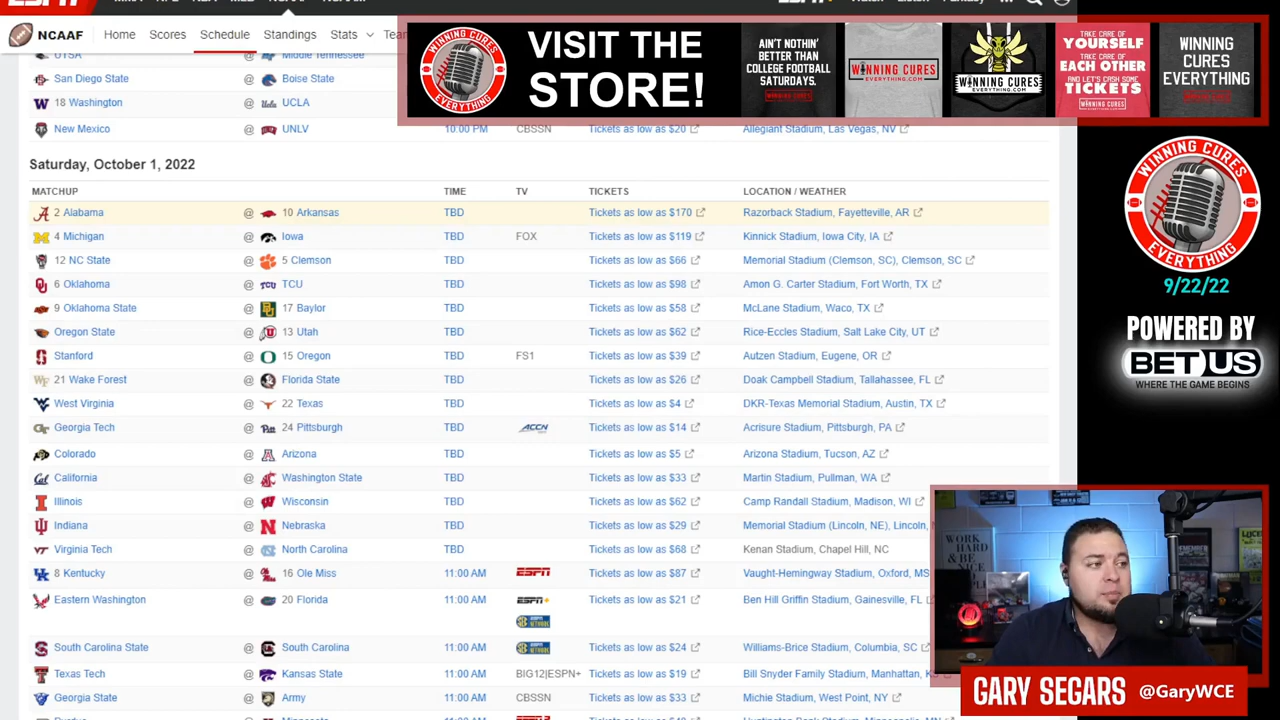 NCAAF Home Scores Schedule Standings Stats
VISIT THE
STORE!
AIN'T NOTHIN'
BETTER THAN
COLLEGE FOOTBALL
SATURDAYS.
WINNING CURES
WINNING CURES
EVERYTHING.COM
TAKE CARE OF
YOURSELF
TAKE CARE OF
EACH OTHER
AND LET'S CASH SOME
TICKETS
WINNING CURES
WINNING
CURES
EVERYTHING
WINNING CURES
EVERYTHING
UTSA Middle Tennessee
San Diego State Boise State
18 Washington UCLA
New Mexico UNLV 10:00 PM CBSSN Tickets as low as $20 Allegiant Stadium, Las Vegas, NV
Saturday, October 1, 2022
MATCHUP TIME TV TICKETS LOCATION / WEATHER
2 Alabama @ 10 Arkansas TBD Tickets as low as $170 Razorback Stadium, Fayetteville, AR
4 Michigan @ Iowa TBD FOX Tickets as low as $119 Kinnick Stadium, Iowa City, IA
12 NC State @ 5 Clemson TBD Tickets as low as $66 Memorial Stadium (Clemson, SC), Clemson, SC
6 Oklahoma @ TCU TBD Tickets as low as $98 Amon G. Carter Stadium, Fort Worth, TX
9 Oklahoma State @ 17 Baylor TBD Tickets as low as $58 McLane Stadium, Waco, TX
Oregon State @ 13 Utah TBD Tickets as low as $62 Rice-Eccles Stadium, Salt Lake City, UT
Stanford @ 15 Oregon TBD FS1 Tickets as low as $39 Autzen Stadium, Eugene, OR
21 Wake Forest @ Florida State TBD Tickets as low as $26 Doak Campbell Stadium, Tallahassee, FL
West Virginia @ 22 Texas TBD Tickets as low as $4 DKR-Texas Memorial Stadium, Austin, TX
Georgia Tech @ 24 Pittsburgh TBD ACCN Tickets as low as $14 Acrisure Stadium, Pittsburgh, PA
Colorado @ Arizona TBD Tickets as low as $5 Arizona Stadium, Tucson, AZ
California @ Washington State TBD Tickets as low as $33 Martin Stadium, Pullman, WA
Illinois @ Wisconsin TBD Tickets as low as $62 Camp Randall Stadium, Madison, WI
Indiana @ Nebraska TBD Tickets as low as $29 Memorial Stadium (Lincoln, NE), Lincoln,
Virginia Tech @ North Carolina TBD Tickets as low as $68 Kenan Stadium, Chapel Hill, NC
8 Kentucky @ 16 Ole Miss 11:00 AM ESPN Tickets as low as $87 Vaught-Hemingway Stadium, Oxford, MS
Eastern Washington @ 20 Florida 11:00 AM ESPN+ Tickets as low as $21 Ben Hill Griffin Stadium, Gainesville, FL
South Carolina State @ South Carolina 11:00 AM Tickets as low as $24 Williams-Brice Stadium, Columbia, SC
Texas Tech @ Kansas State 11:00 AM BIG12|ESPN+ Tickets as low as $19 Bill Snyder Family Stadium, Manhattan,
Georgia State @ Army 11:00 AM CBSSN Tickets as low as $33 Michie Stadium, West Point, NY
9/22/22
POWERED BY
BETUS
WHERE THE GAME BEGINS
WORK
HARD &
BE
GARY SEGARS @GaryWCE